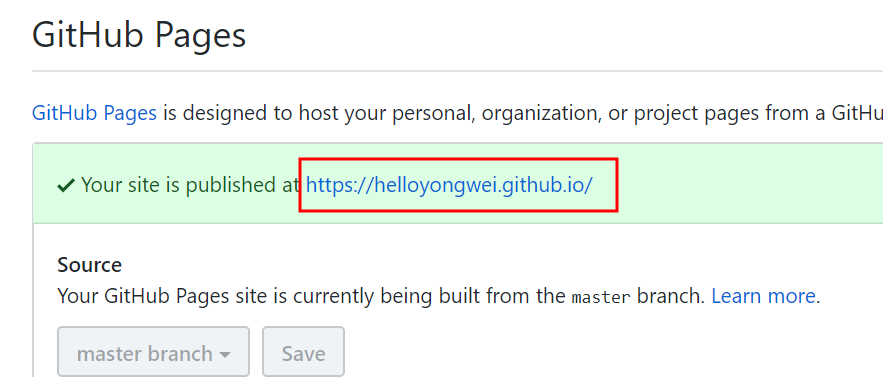 GitHub Pages
GitHub Pages is designed to host your personal, organization, or project pages from a GitHu
Your site is published at https://helloyongwei.github.io/
Source
Your GitHub Pages site is currently being built from the master branch. Learn more.
master branch Save